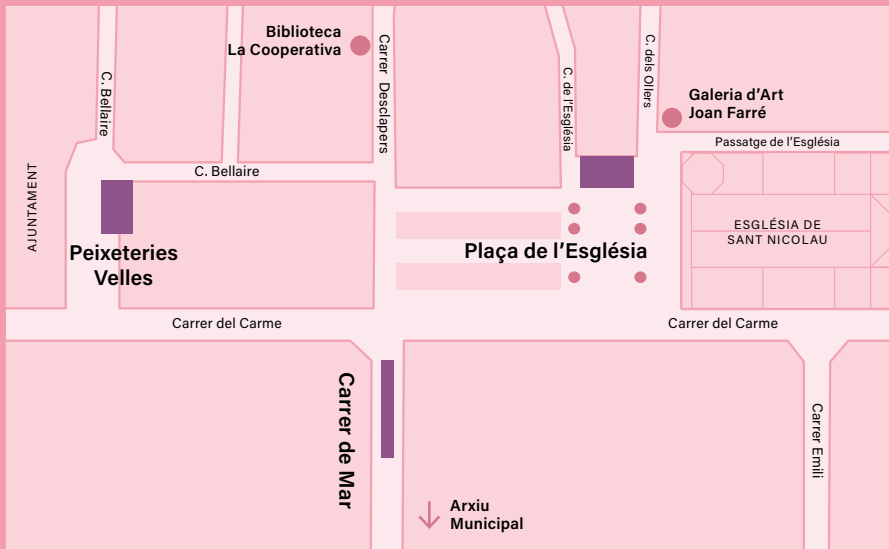 Biblioteca
La Cooperativa
Carrer Desclapers
C. Bellaire
C. de l’Església
C. dels Ollers
Galeria d’Art
Joan Farré
Passatge de l’Església
C. Bellaire
AJUNTAMENT
Peixeteries
Velles
Plaça de l’Església
ESGLÉSIA DE
SANT NICOLAU
Carrer del Carme
Carrer del Carme
Carrer de Mar
Carrer Emili
Arxiu
Municipal